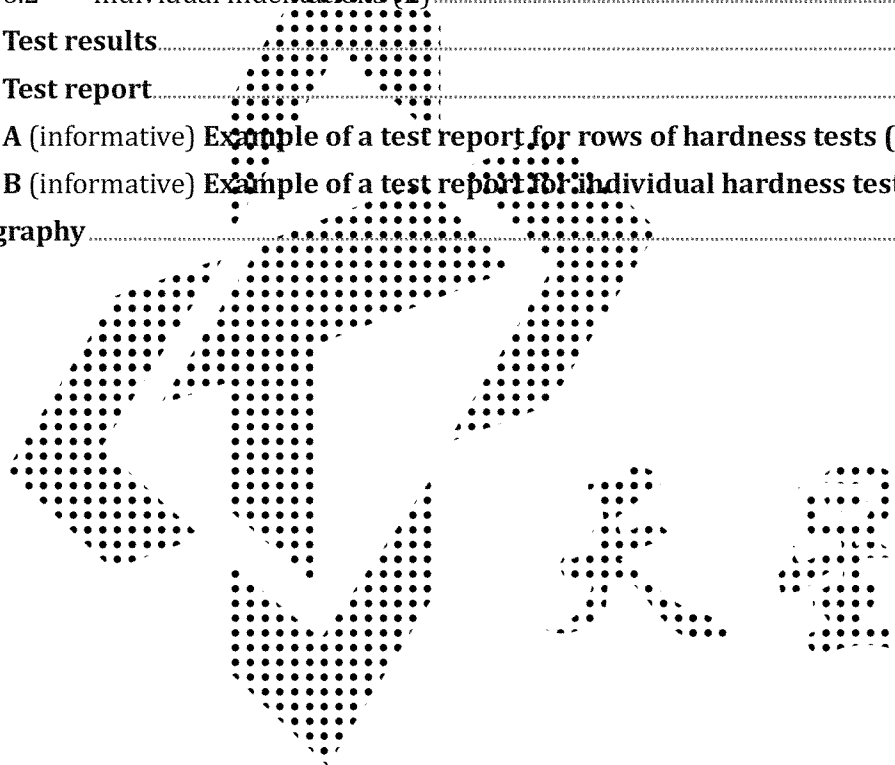 Test results
Test report
A (informative) Example of a test report for rows of hardness tests (
B (informative) Example of a test report for individual hardness test
graphy